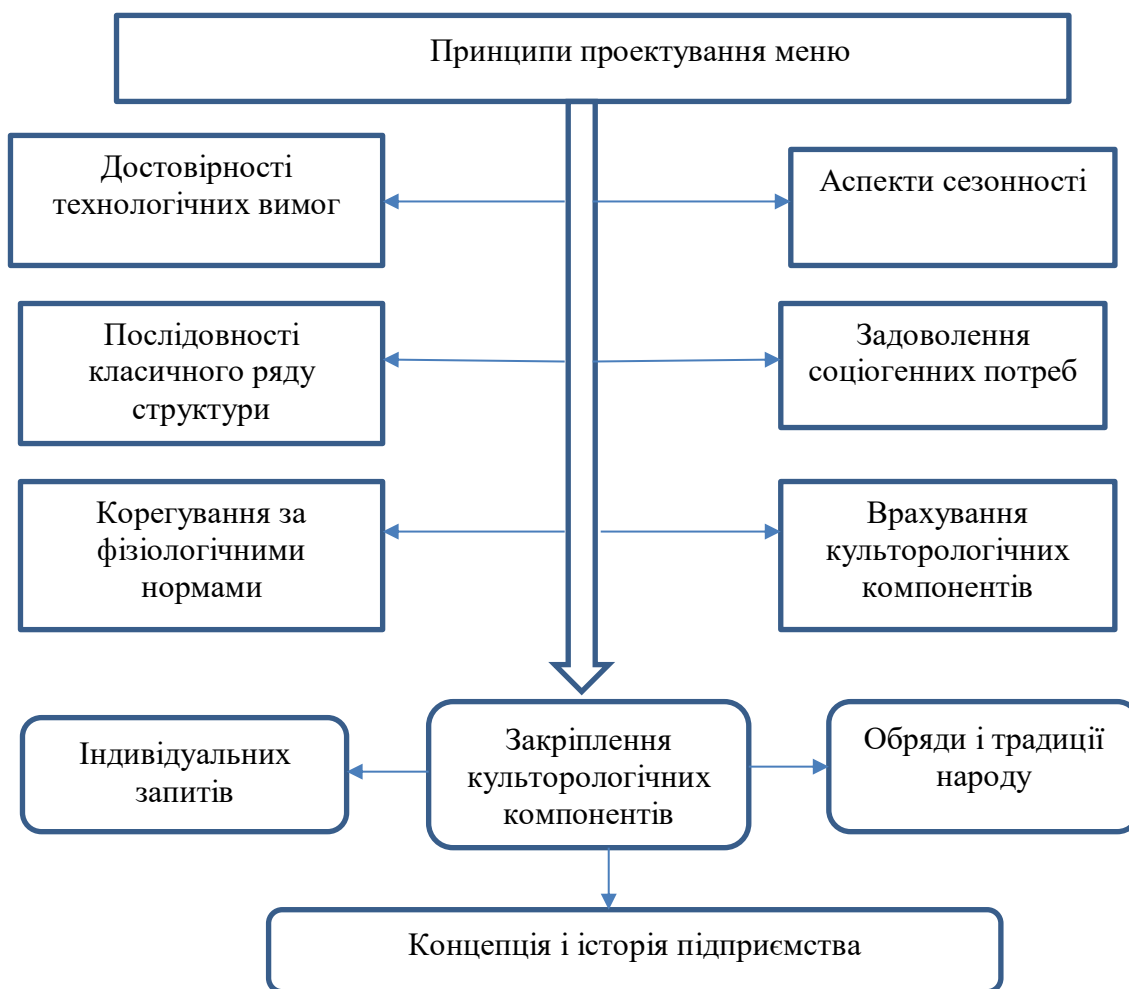 Принципи проектування меню
Достовірності
технологічних вимог
Аспекти сезонності
Послідовності
класичного ряду
структури
Задоволення
соціогенних потреб
Корегування за
фізіологічними
нормами
Врахування
культорологічних
компонентів
Індивідуальних
запитів
Закріплення
культорологічних
компонентів
Обряди і традиції
народу
Концепція і історія підприємства